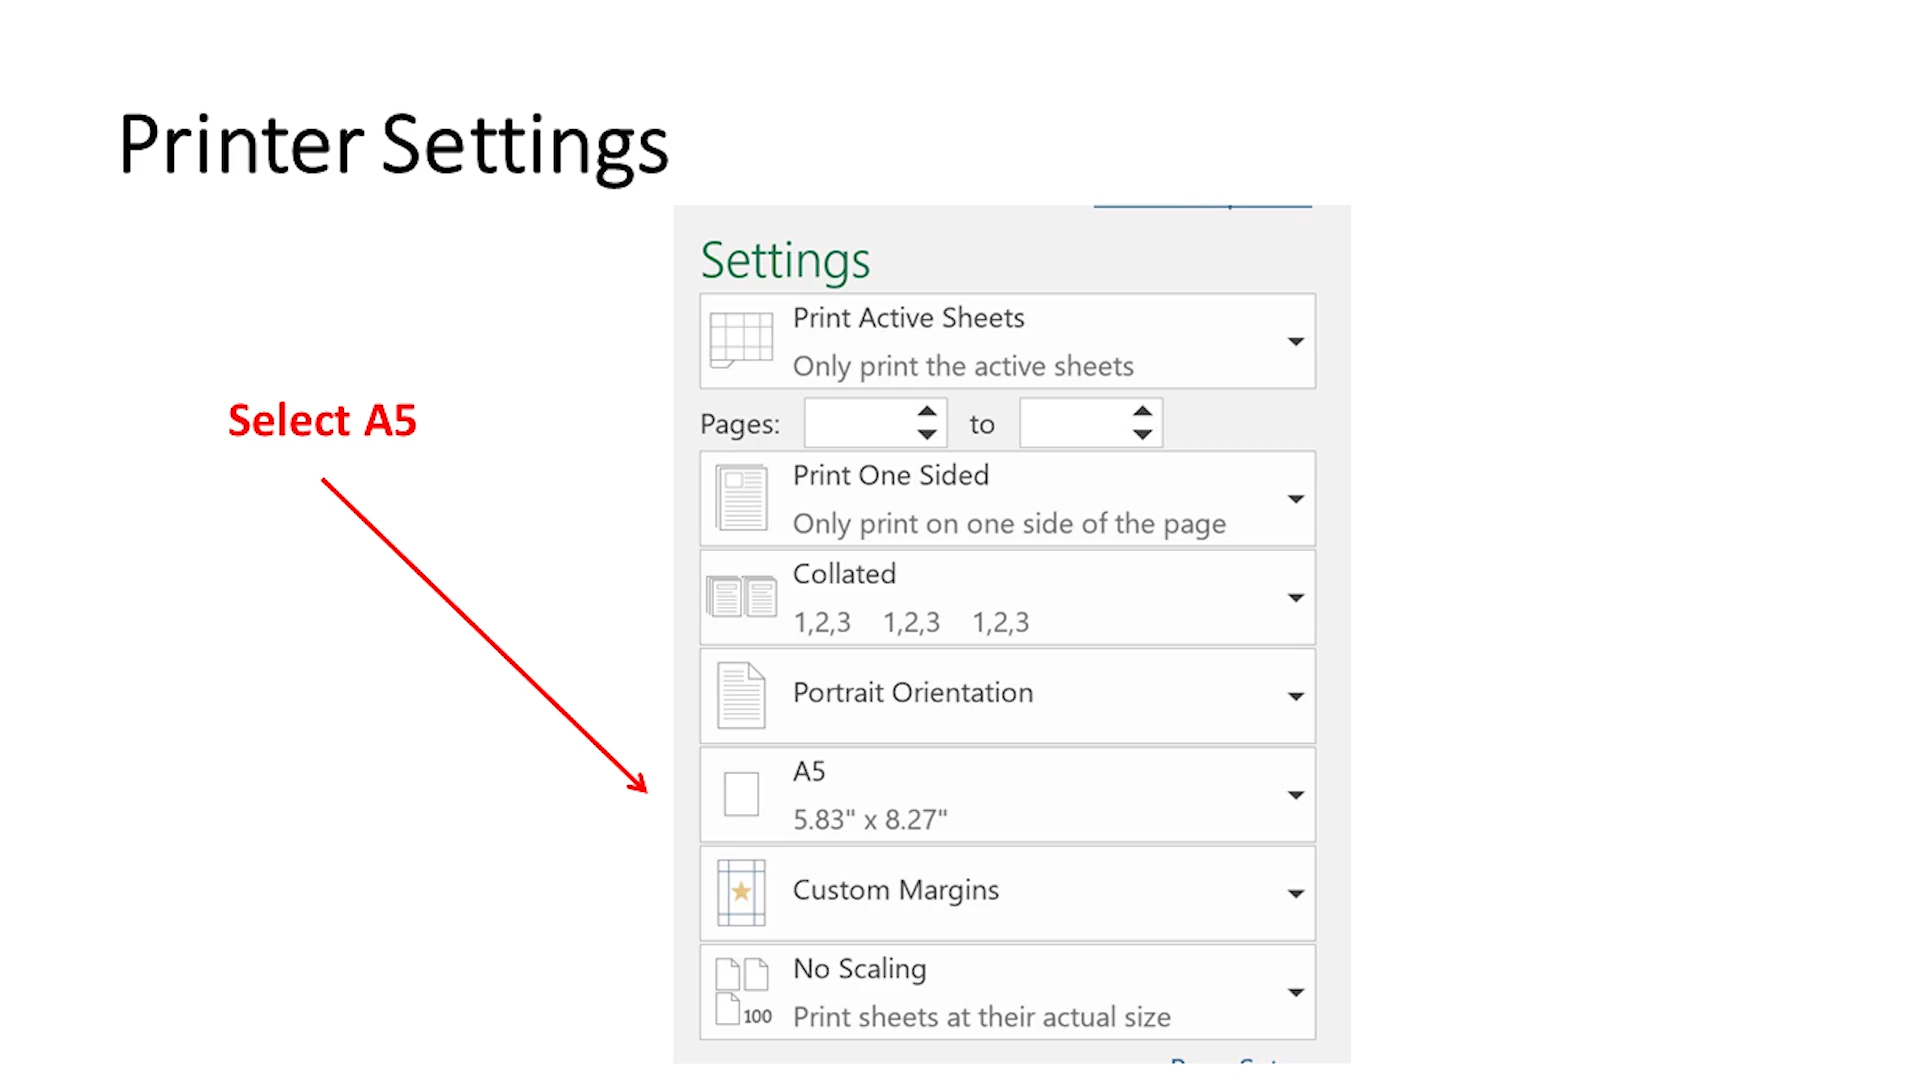 Printer Settings
Settings
Print Active Sheets
Only print the active sheets
Select A5
Pages: to
Print One Sided
Only print on one side of the page
Collated
1,2,3 1,2,3 1,2,3
Portrait Orientation
A5
5.83" x 8.27"
Custom Margins
No Scaling
100 Print sheets at their actual size